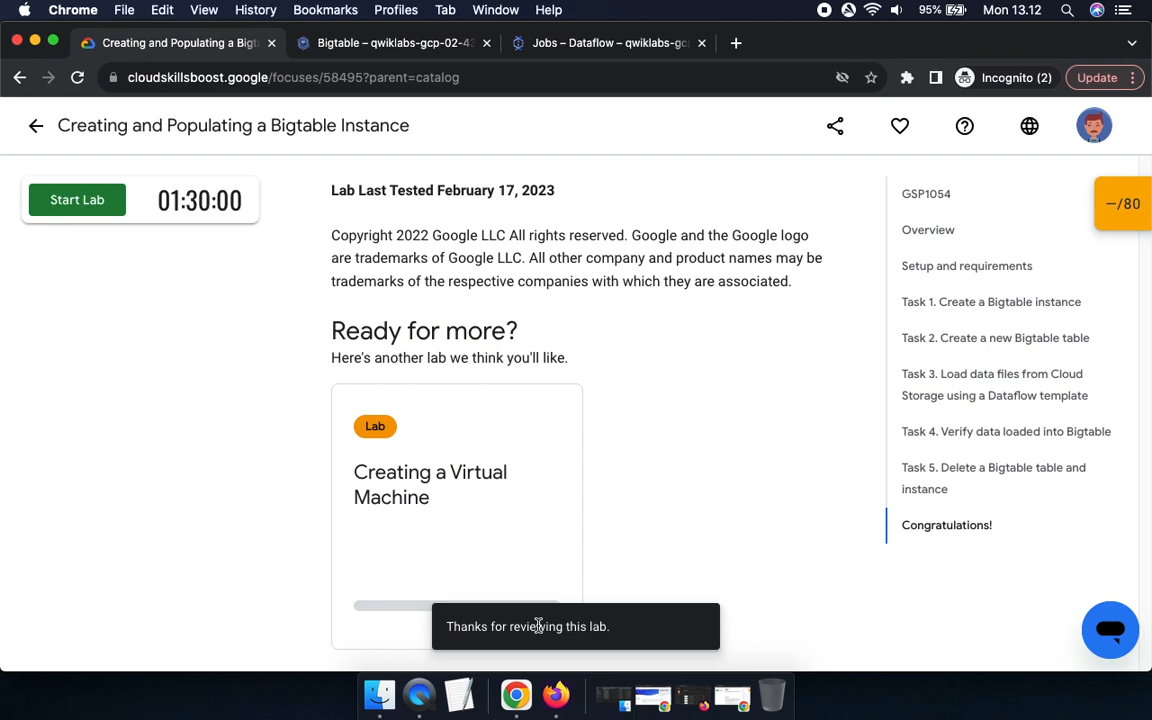 Chrome File Edit View History Bookmarks Profiles Tab Window Help 95% Mon 13.12
Creating and Populating a Bigt
Bigtable – qwiklabs-gcp-02-43
Jobs – Dataflow – qwiklabs-gc
cloudskillsboost.google/focuses/58495?parent=catalog
Incognito (2)
Update
Creating and Populating a Bigtable Instance
Start Lab
01:30:00
Lab Last Tested February 17, 2023
Copyright 2022 Google LLC All rights reserved. Google and the Google logo
are trademarks of Google LLC. All other company and product names may be
trademarks of the respective companies with which they are associated.
Ready for more?
Here's another lab we think you'll like.
Lab
Creating a Virtual
Machine
Thanks for reviewing this lab.
GSP1054
Overview
Setup and requirements
Task 1. Create a Bigtable instance
Task 2. Create a new Bigtable table
Task 3. Load data files from Cloud
Storage using a Dataflow template
Task 4. Verify data loaded into Bigtable
Task 5. Delete a Bigtable table and
instance
Congratulations!
—/80